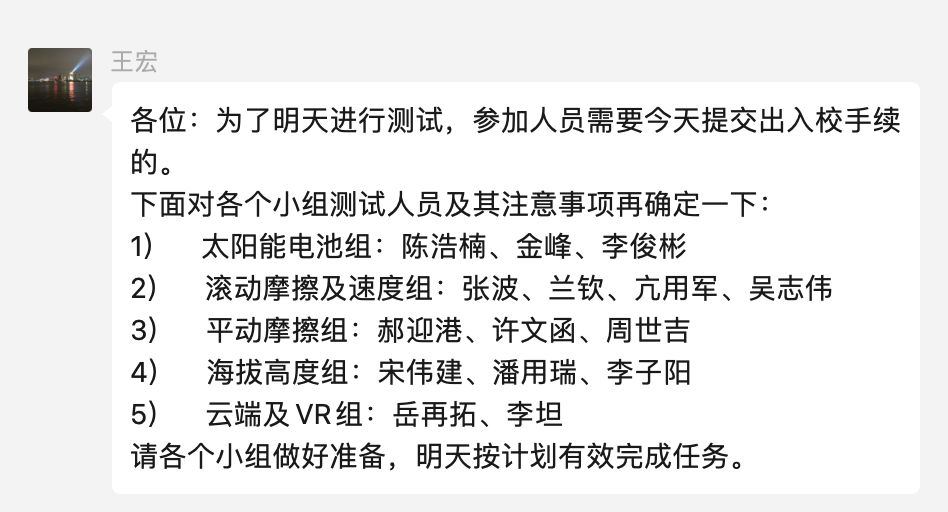 王宏
各位：为了明天进行测试，参加人员需要今天提交出入校手续
的。
下面对各个小组测试人员及其注意事项再确定一下：
1) 太阳能电池组：陈浩楠、金峰、李俊彬
2) 滚动摩擦及速度组：张波、兰钦、亢用军、吴志伟
3) 平动摩擦组：郝迎港、许文函、周世吉
4) 海拔高度组：宋伟建、潘用瑞、李子阳
5) 云端及VR组：岳再拓、李坦
请各个小组做好准备，明天按计划有效完成任务。